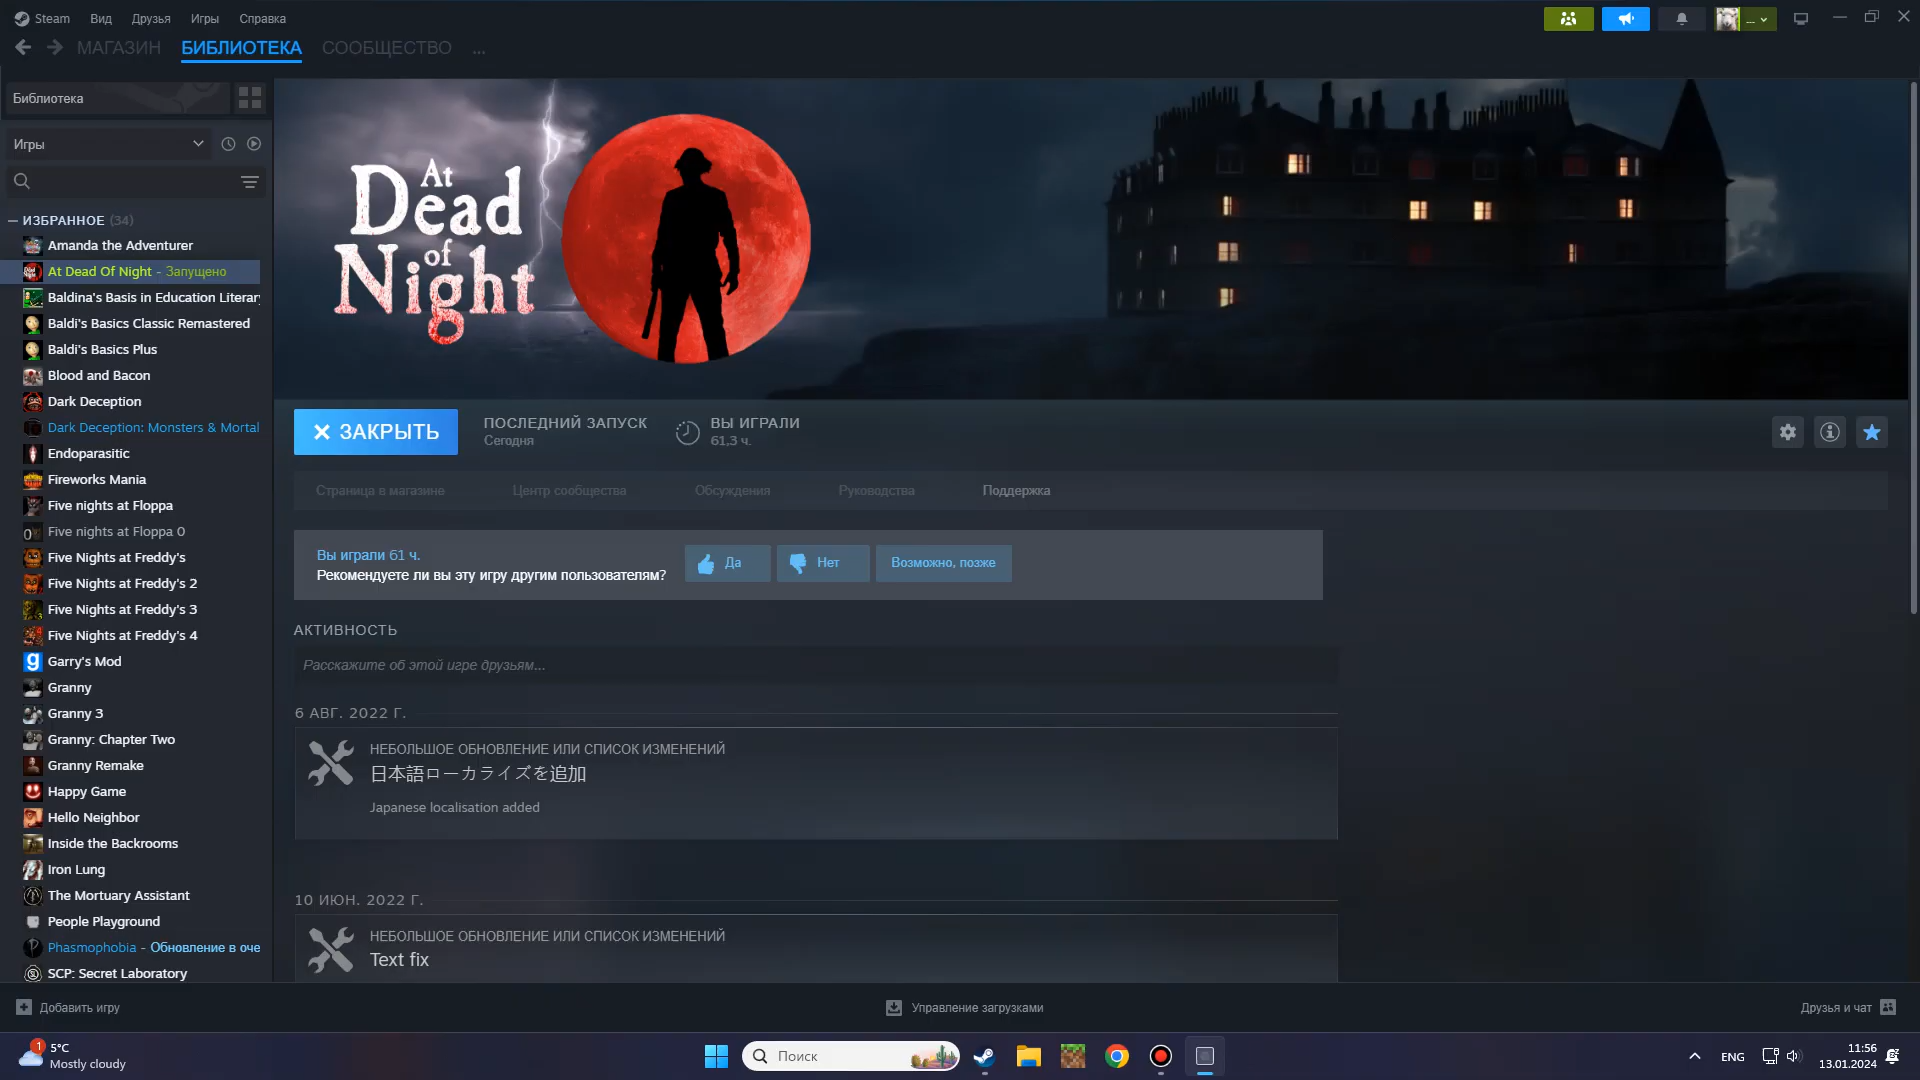 Steam Вид Друзья Игры Справка
МАГАЗИН БИБЛИОТЕКА СООБЩЕСТВО ...
Библиотека
Игры
ИЗБРАННОЕ (34)
Amanda the Adventurer
At Dead Of Night - Запущено
Baldina's Basis in Education Literary
Baldi's Basics Classic Remastered
Baldi's Basics Plus
Blood and Bacon
Dark Deception
Dark Deception: Monsters & Mortal
Endoparasitic
Fireworks Mania
Five nights at Floppa
Five nights at Floppa 0
Five Nights at Freddy's
Five Nights at Freddy's 2
Five Nights at Freddy's 3
Five Nights at Freddy's 4
Garry's Mod
Granny
Granny 3
Granny: Chapter Two
Granny Remake
Happy Game
Hello Neighbor
Inside the Backrooms
Iron Lung
The Mortuary Assistant
People Playground
Phasmophobia - Обновление в оче
SCP: Secret Laboratory
At
Dead
of
Night
ЗАКРЫТЬ
ПОСЛЕДНИЙ ЗАПУСК
Сегодня
ВЫ ИГРАЛИ
61,3 ч.
Страница в магазине Центр сообщества Обсуждения Руководства Поддержка
Вы играли 61 ч.
Рекомендуете ли вы эту игру другим пользователям?
Да Нет Возможно, позже
АКТИВНОСТЬ
Расскажите об этой игре друзьям...
6 АВГ. 2022 Г.
НЕБОЛЬШОЕ ОБНОВЛЕНИЕ ИЛИ СПИСОК ИЗМЕНЕНИЙ
日本語ローカライズを追加
Japanese localisation added
10 ИЮН. 2022 Г.
НЕБОЛЬШОЕ ОБНОВЛЕНИЕ ИЛИ СПИСОК ИЗМЕНЕНИЙ
Text fix
Добавить игру Управление загрузками Друзья и чат
1
5°C
Mostly cloudy
Поиск
ENG
11:56
13.01.2024